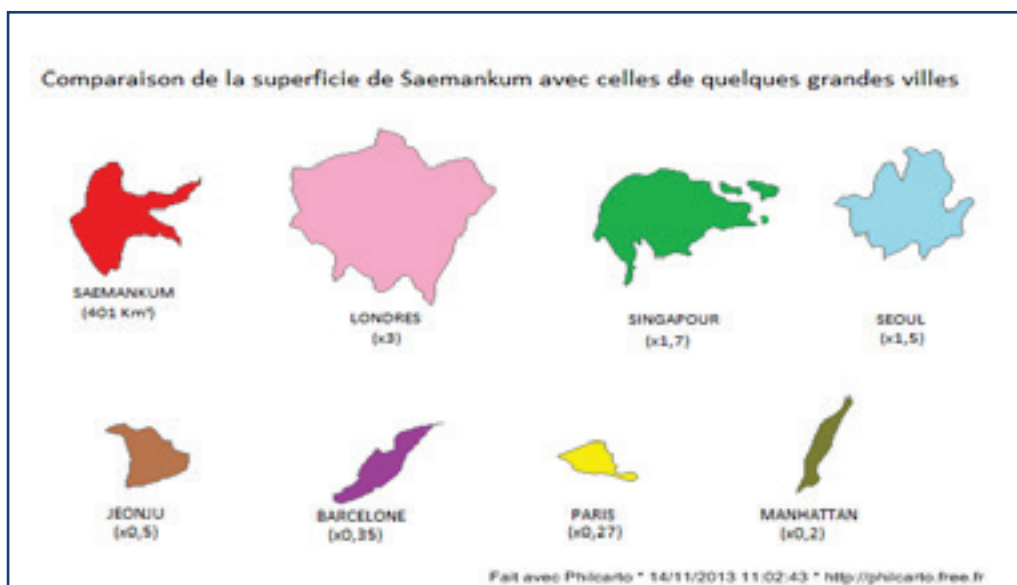 Comparaison de la superficie de Saemankum avec celles de quelques grandes villes
SAEMANKUM
(401 Km²)
LONDRES
(x3)
SINGAPOUR
(x1,7)
SEOUL
(x1,5)
JEONJU
(x0,5)
BARCELONE
(x0,35)
PARIS
(x0,27)
MANHATTAN
(x0,2)
Fait avec Philcarto * 14/11/2013 11:02:43 * http://philcarto.free.fr